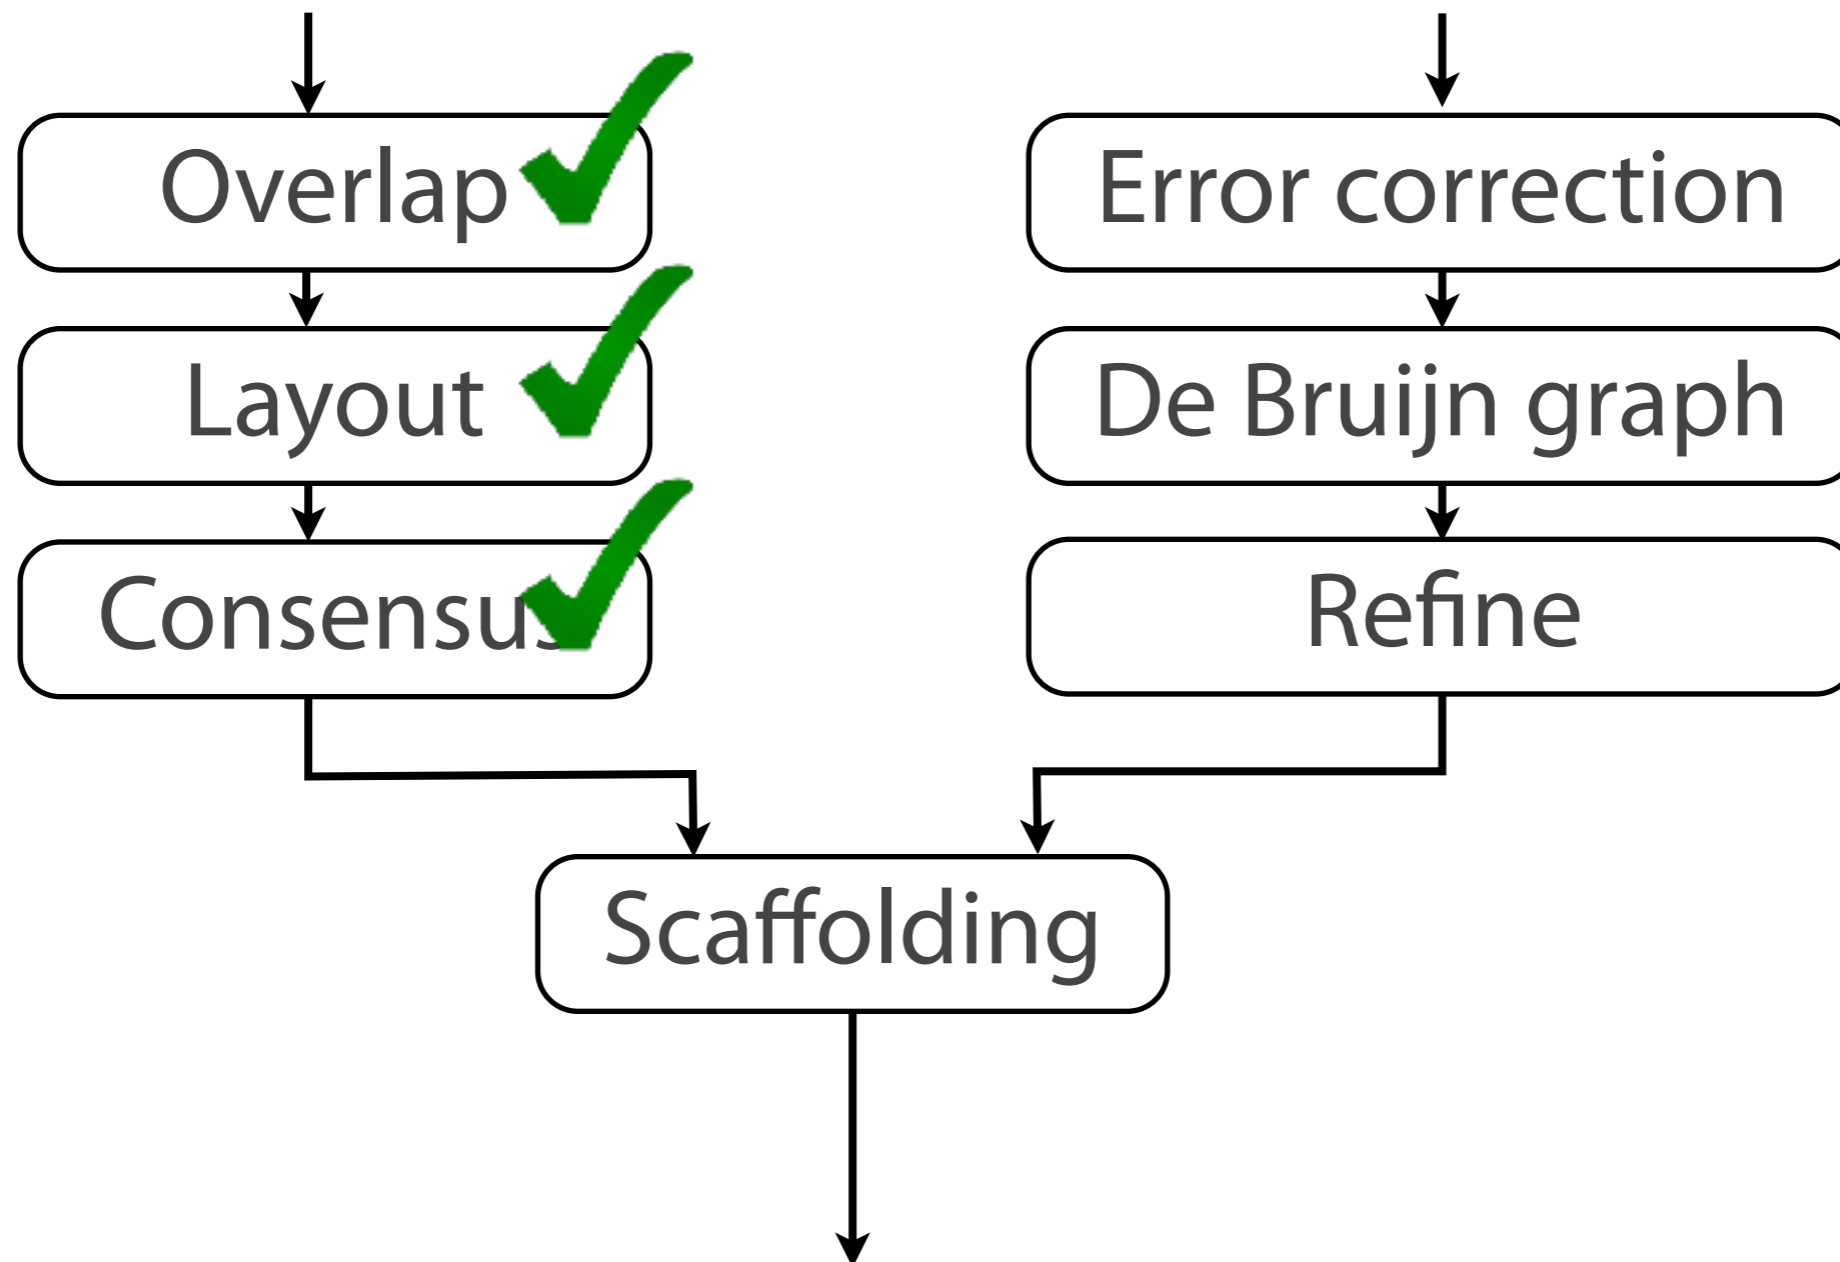 Overlap
Layout
Consensus
Error correction
De Bruijn graph
Refine
Scaffolding